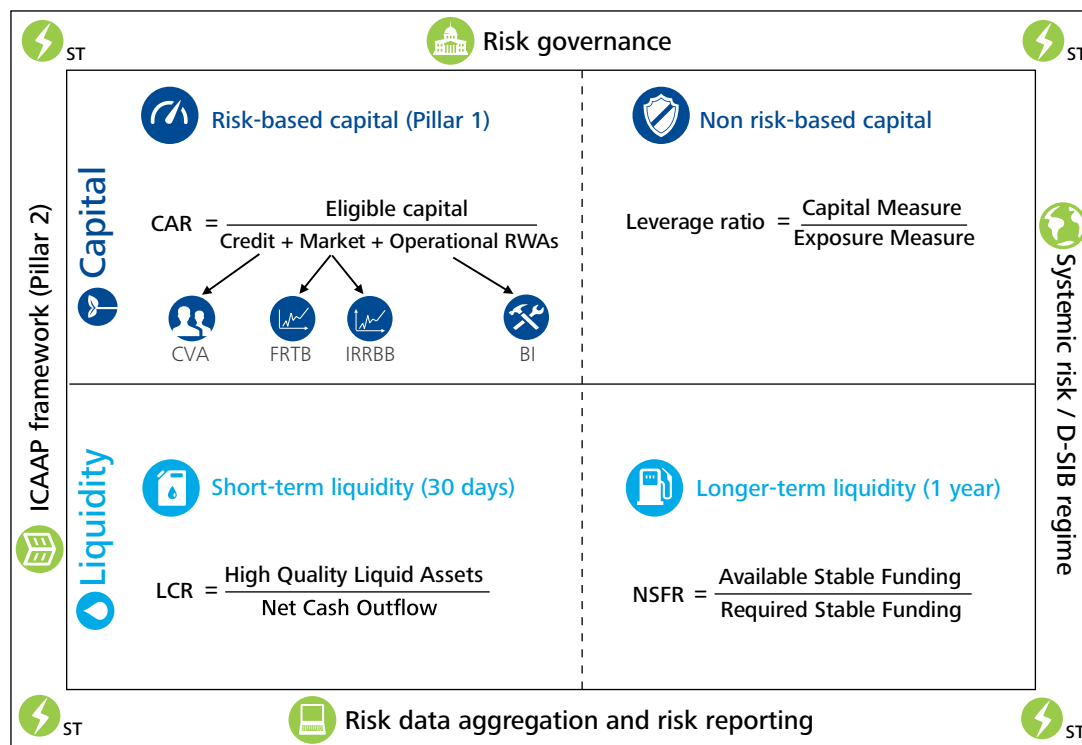 ST
Risk governance
ST
ICAAP framework (Pillar 2)
Capital
Risk-based capital (Pillar 1)
CAR = Eligible capital
Credit + Market + Operational RWAs
CVA
FRTB
IRRBB
BI
Non risk-based capital
Leverage ratio = Capital Measure
Exposure Measure
Systemic risk / D-SIB regime
Liquidity
Short-term liquidity (30 days)
LCR = High Quality Liquid Assets
Net Cash Outflow
Longer-term liquidity (1 year)
NSFR = Available Stable Funding
Required Stable Funding
ST
Risk data aggregation and risk reporting
ST